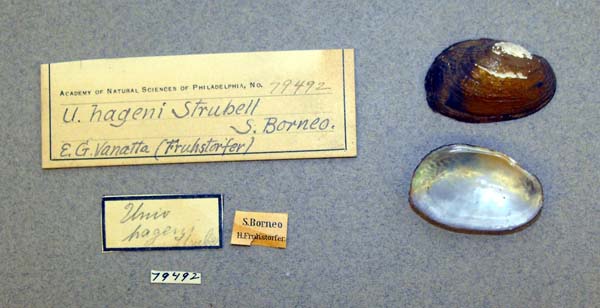 ACADEMY OF NATURAL SCIENCES OF PHILADELPHIA, NO. 79492
U. hageni Strubell
S. Borneo.
E. G. Vanatta (Fruhstorfer)
Unio
hageni
S. Borneo
H. Fruhstorfer
79492